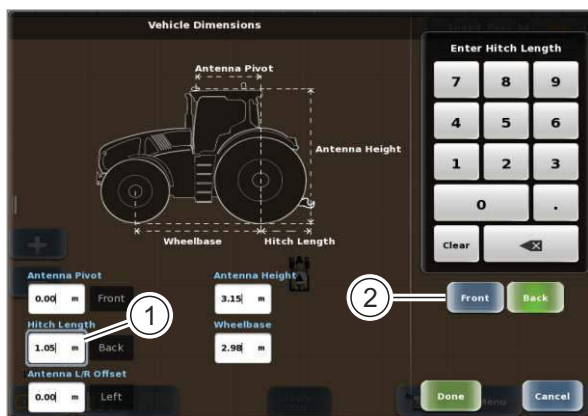 Vehicle Dimensions
Antenna Pivot
Antenna Height
Wheelbase
Hitch Length
Enter Hitch Length
7 8 9
4 5 6
1 2 3
0 .
Clear
Antenna Pivot
0.00 m Front
Antenna Height
3.15 m
Hitch Length
1.05 m Back
Wheelbase
2.98 m
Antenna L/R Offset
0.00 m Left
1
2
Front Back
Done Cancel